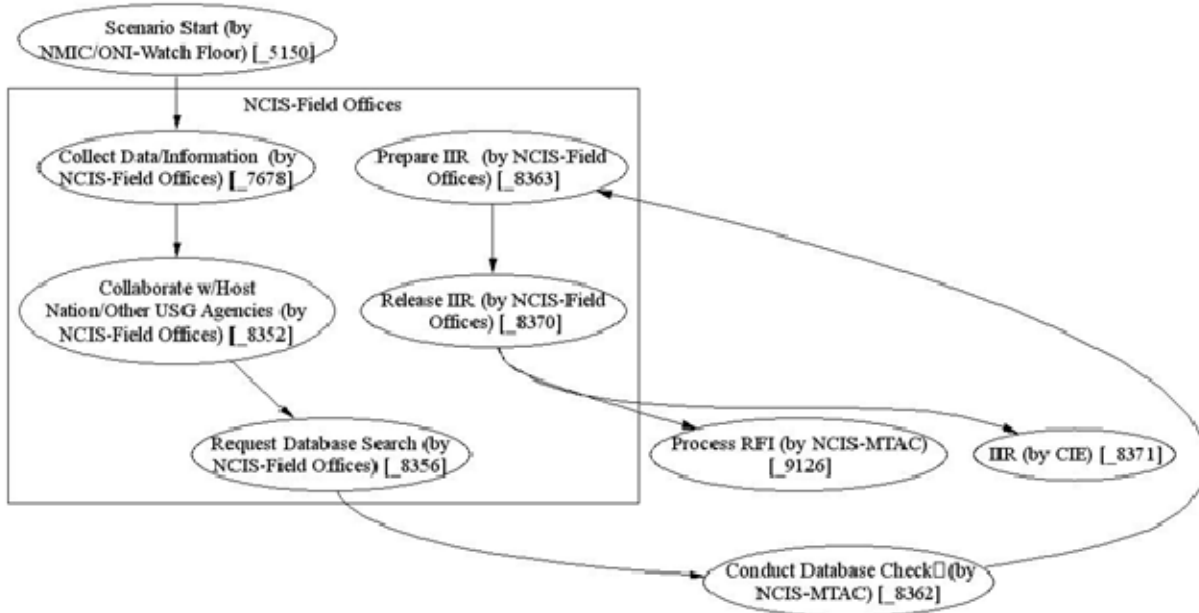 Scenario Start (by
NMIC/ONI-Watch Floor) [_5150]
NCIS-Field Offices
Collect Data/Information (by
NCIS-Field Offices) [_7678]
Prepare IIR (by NCIS-Field
Offices) [_8363]
Collaborate w/Host
Nation/Other USG Agencies (by
NCIS-Field Offices) [_8352]
Release IIR (by NCIS-Field
Offices) [_8370]
Request Database Search (by
NCIS-Field Offices) [_8356]
Process RFI (by NCIS-MTAC)
[_9126]
IIR (by CIE) [_8371]
Conduct Database Check□ (by
NCIS-MTAC) [_8362]